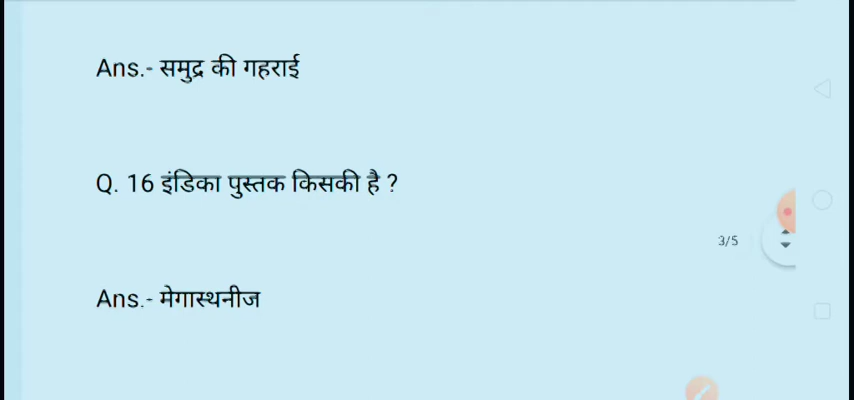 Ans.- समुद्र की गहराई
Q. 16 इंडिका पुस्तक किसकी है ?
3/5
Ans.- मेगास्थनीज